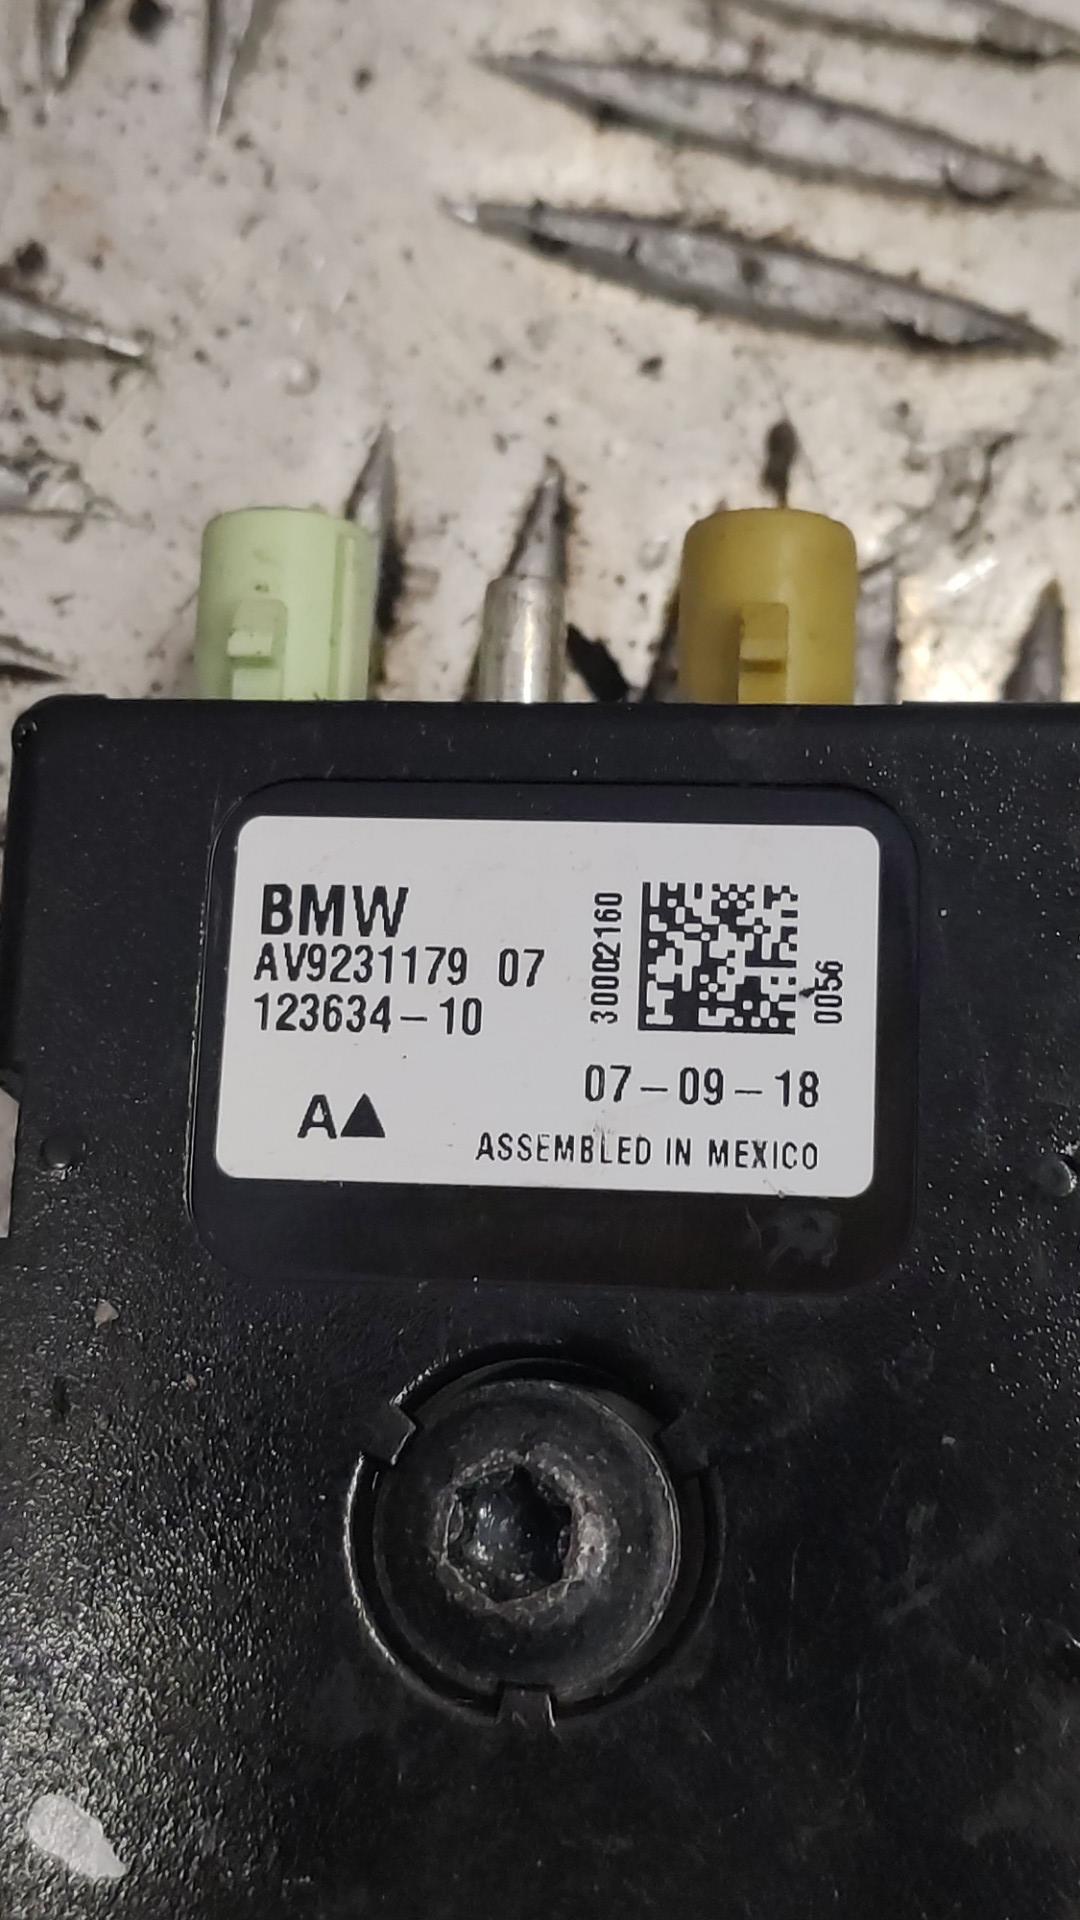 BMW
AV9231179 07
123634-10
30002160
0056
07-09-18
A▲
ASSEMBLED IN MEXICO